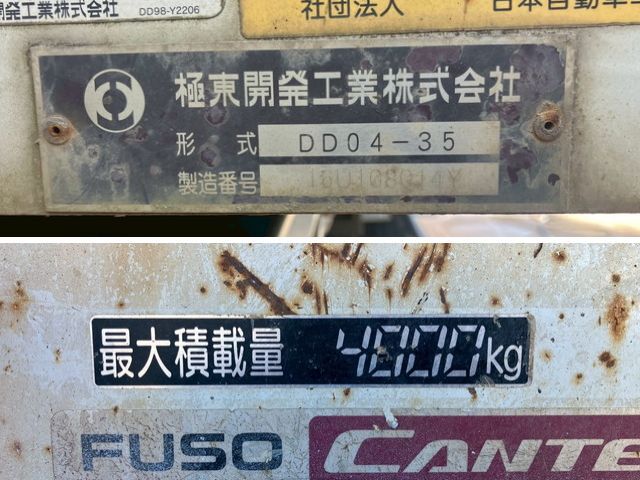 開発工業株式会社 DD98-Y2206
社団法人 日本自動車
極東開発工業株式会社
形式 DD04-35
製造番号
最大積載量 4000kg
FUSO CANTE